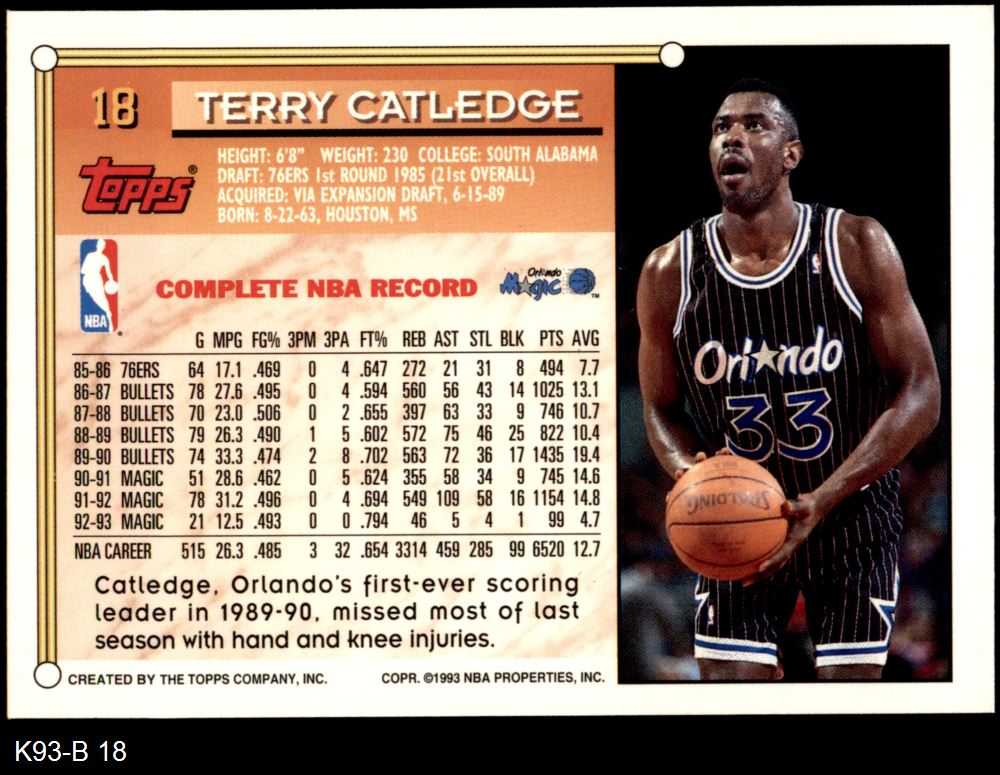 18
TERRY CATLEDGE
TOPPS®
HEIGHT: 6'8" WEIGHT: 230 COLLEGE: SOUTH ALABAMA
DRAFT: 76ERS 1st ROUND 1985 (21st OVERALL)
ACQUIRED: VIA EXPANSION DRAFT, 6-15-89
BORN: 8-22-63, HOUSTON, MS
NBA
COMPLETE NBA RECORD
Orlando
Magic ™
G MPG FG% 3PM 3PA FT% REB AST STL BLK PTS AVG
85-86 76ERS 64 17.1 .469 0 4 .647 272 21 31 8 494 7.7
86-87 BULLETS 78 27.6 .495 0 4 .594 560 56 43 14 1025 13.1
87-88 BULLETS 70 23.0 .506 0 2 .655 397 63 33 9 746 10.7
88-89 BULLETS 79 26.3 .490 1 5 .602 572 75 46 25 822 10.4
89-90 BULLETS 74 33.3 .474 2 8 .702 563 72 36 17 1435 19.4
90-91 MAGIC 51 28.6 .462 0 5 .624 355 58 34 9 745 14.6
91-92 MAGIC 78 31.2 .496 0 4 .694 549 109 58 16 1154 14.8
92-93 MAGIC 21 12.5 .493 0 0 .794 46 5 4 1 99 4.7
NBA CAREER 515 26.3 .485 3 32 .654 3314 459 285 99 6520 12.7
Catledge, Orlando's first-ever scoring
leader in 1989-90, missed most of last
season with hand and knee injuries.
CREATED BY THE TOPPS COMPANY, INC. COPR. ©1993 NBA PROPERTIES, INC.
Orlando
33
SPALDING
K93-B 18